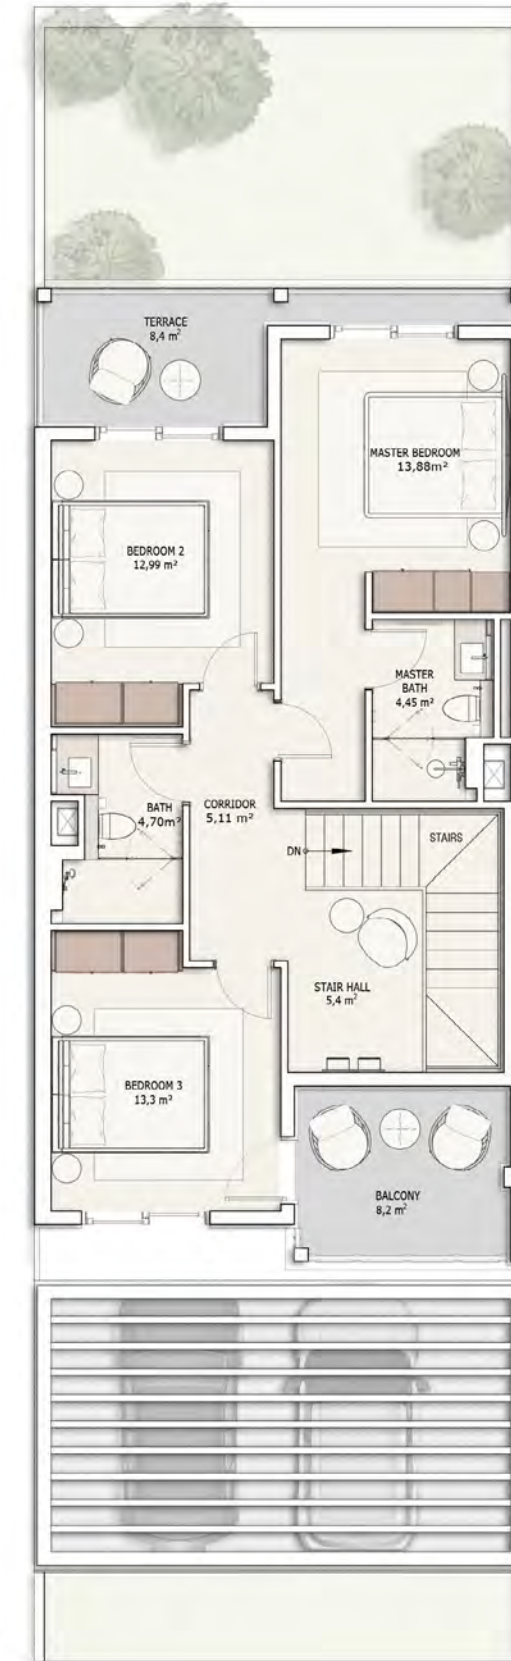 TERRACE
8,4 m²
MASTER BEDROOM
13,88m²
BEDROOM 2
12,99 m²
MASTER
BATH
4,45 m²
BATH
4,70m²
CORRIDOR
5,11 m²
STAIRS
DN
STAIR HALL
5,4 m²
BEDROOM 3
13,3 m²
BALCONY
8,2 m²